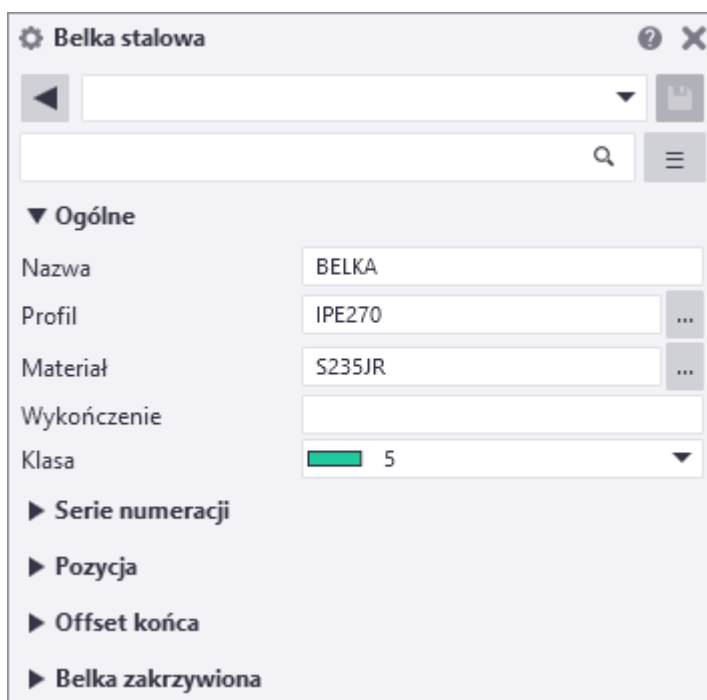 Belka stalowa
Ogólne
Nazwa BELKA
Profil IPE270 ...
Materiał S235JR ...
Wykończenie
Klasa 5
Serie numeracji
Pozycja
Offset końca
Belka zakrzywiona